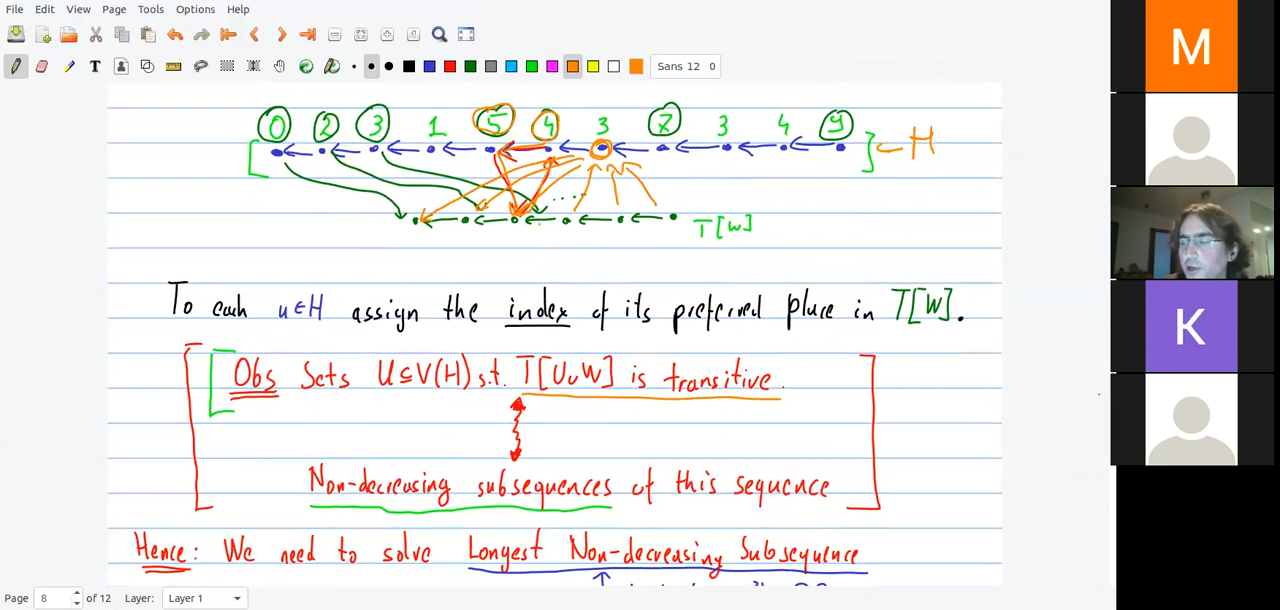 File Edit View Page Tools Options Help
Sans 12 0
0 2 3 1 5 4 3 7 3 4 9 H
T[W]
To each u∈H assign the index of its preferred place in T[W].
Obs Sets U⊆V(H) s.t. T[U∪W] is transitive.
Non-decreasing subsequences of this sequence
Hence: We need to solve Longest Non-decreasing Subsequence
Page 8 of 12 Layer: Layer 1
M
K